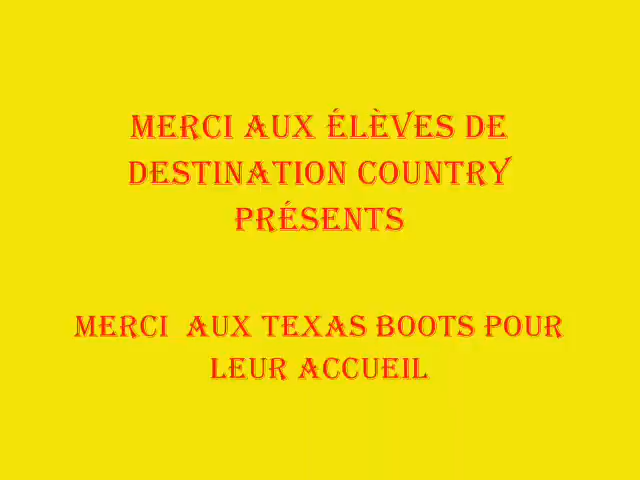 MERCI AUX ÉLÈVES DE
DESTINATION COUNTRY
PRÉSENTS
MERCI AUX TEXAS BOOTS POUR
LEUR ACCUEIL